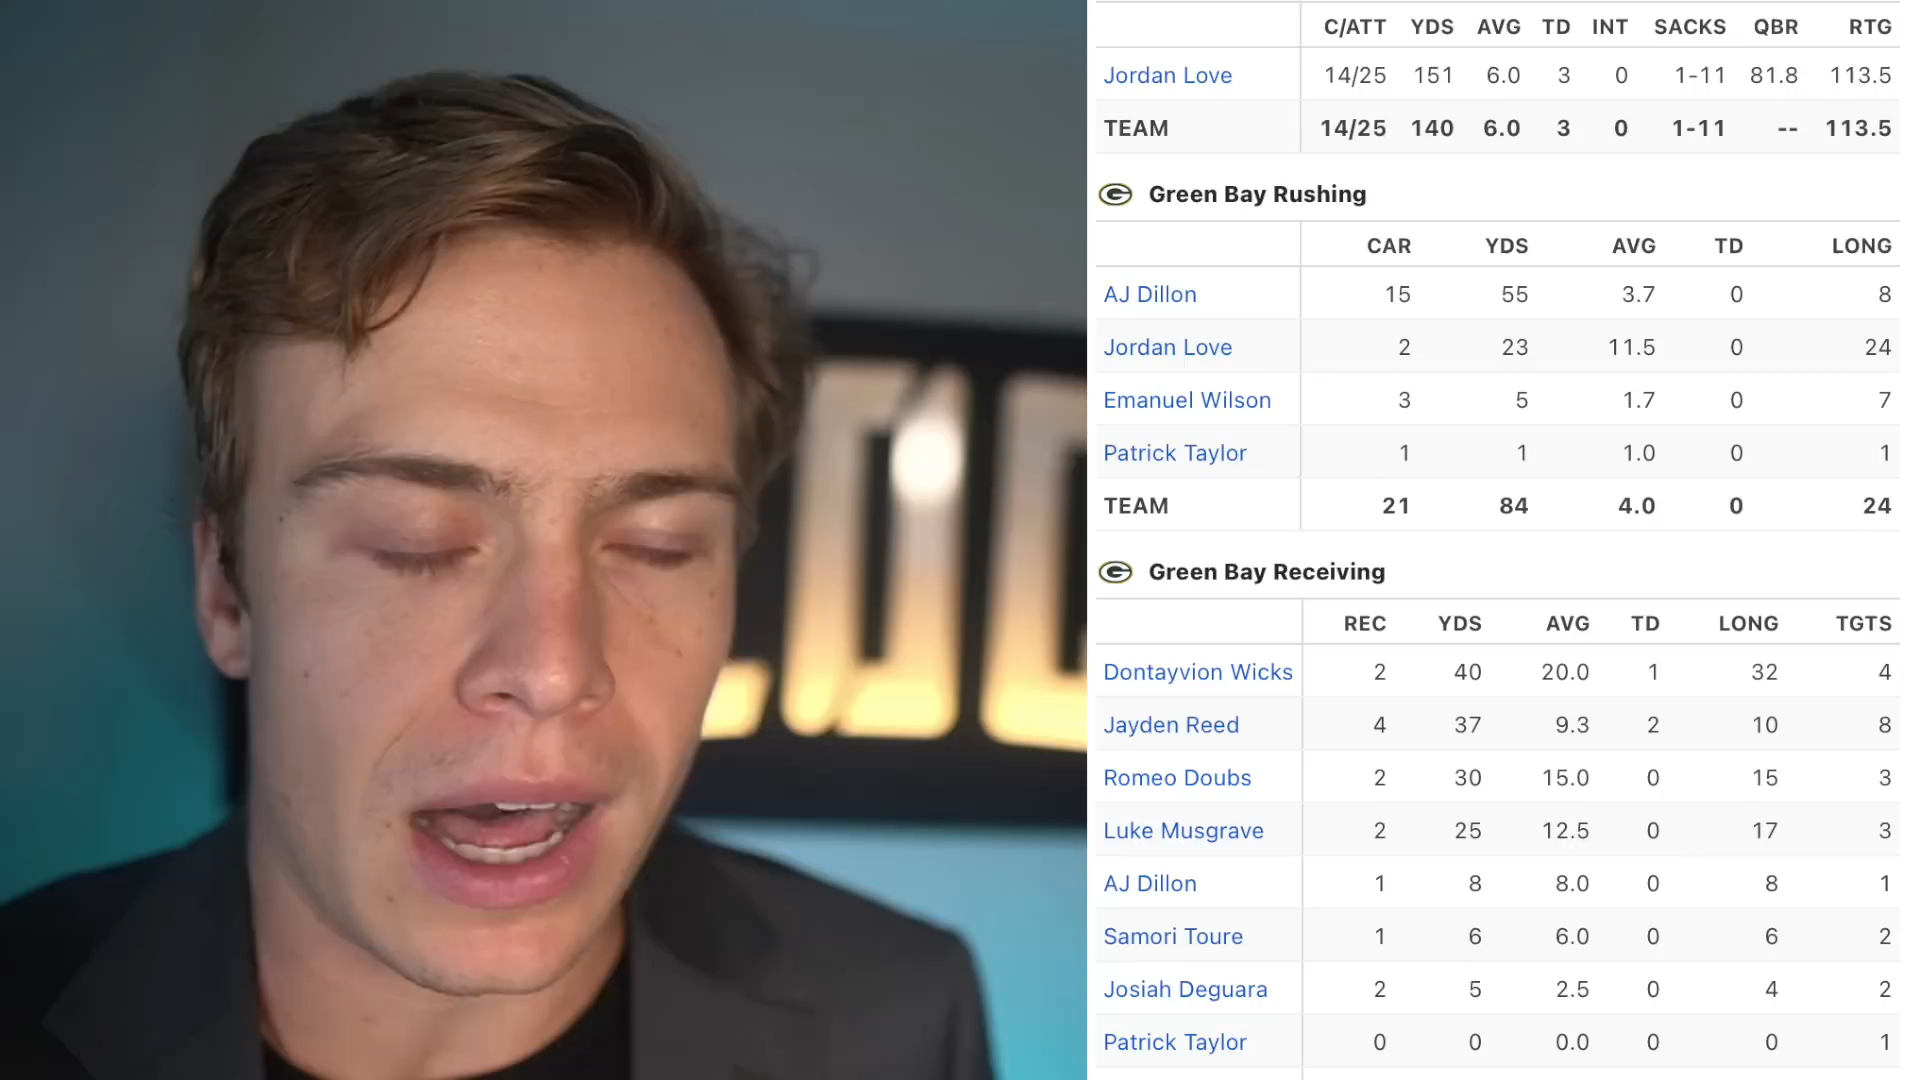 C/ATT YDS AVG TD INT SACKS QBR RTG
Jordan Love 14/25 151 6.0 3 0 1-11 81.8 113.5
TEAM 14/25 140 6.0 3 0 1-11 -- 113.5
Green Bay Rushing
CAR YDS AVG TD LONG
AJ Dillon 15 55 3.7 0 8
Jordan Love 2 23 11.5 0 24
Emanuel Wilson 3 5 1.7 0 7
Patrick Taylor 1 1 1.0 0 1
TEAM 21 84 4.0 0 24
Green Bay Receiving
REC YDS AVG TD LONG TGTS
Dontayvion Wicks 2 40 20.0 1 32 4
Jayden Reed 4 37 9.3 2 10 8
Romeo Doubs 2 30 15.0 0 15 3
Luke Musgrave 2 25 12.5 0 17 3
AJ Dillon 1 8 8.0 0 8 1
Samori Toure 1 6 6.0 0 6 2
Josiah Deguara 2 5 2.5 0 4 2
Patrick Taylor 0 0 0.0 0 0 1